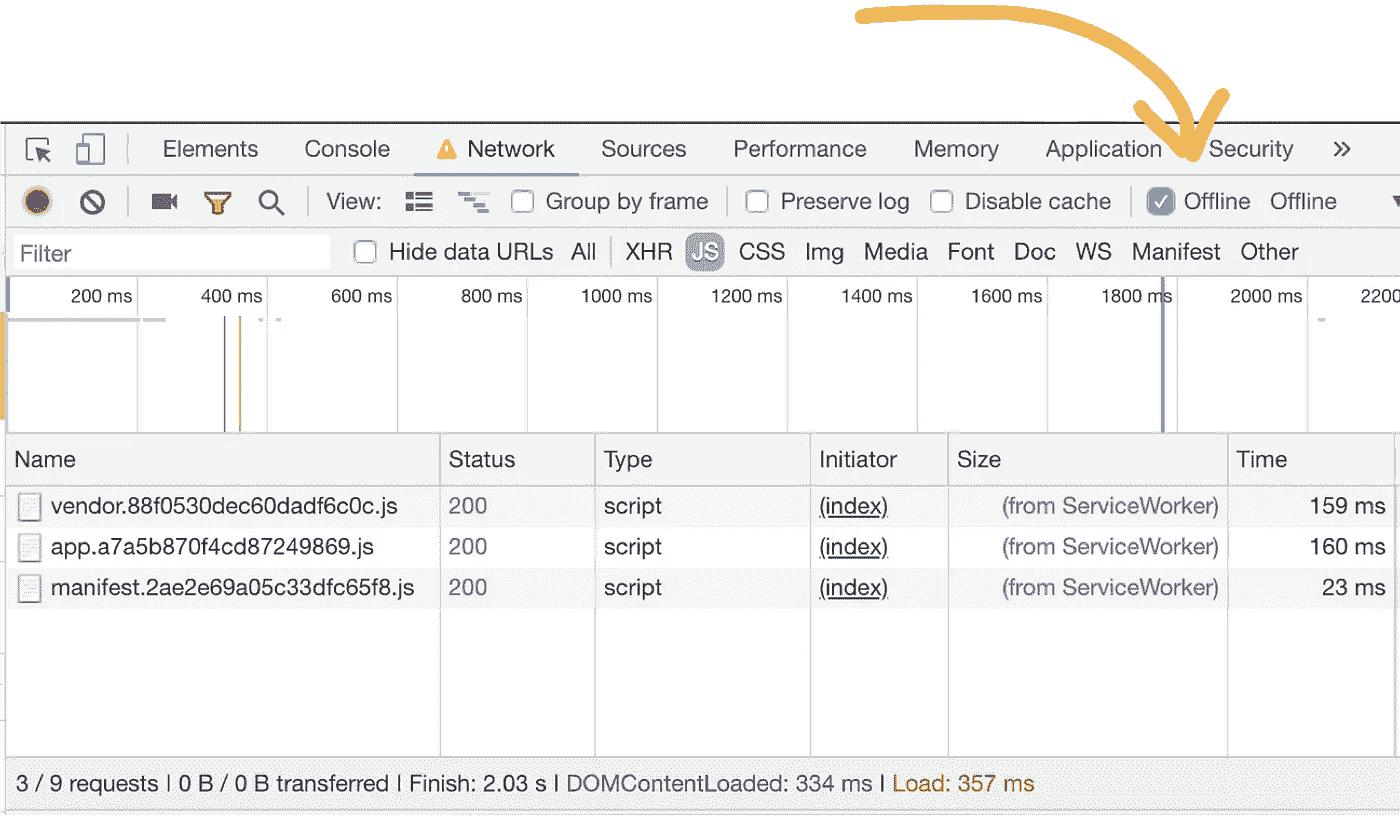 Elements Console Network Sources Performance Memory Application Security »
View: Group by frame Preserve log Disable cache Offline Offline
Filter Hide data URLs All XHR JS CSS Img Media Font Doc WS Manifest Other
200 ms 400 ms 600 ms 800 ms 1000 ms 1200 ms 1400 ms 1600 ms 1800 ms 2000 ms 2200
Name Status Type Initiator Size Time
vendor.88f0530dec60dadf6c0c.js 200 script (index) (from ServiceWorker) 159 ms
app.a7a5b870f4cd87249869.js 200 script (index) (from ServiceWorker) 160 ms
manifest.2ae2e69a05c33dfc65f8.js 200 script (index) (from ServiceWorker) 23 ms
3 / 9 requests | 0 B / 0 B transferred | Finish: 2.03 s | DOMContentLoaded: 334 ms | Load: 357 ms